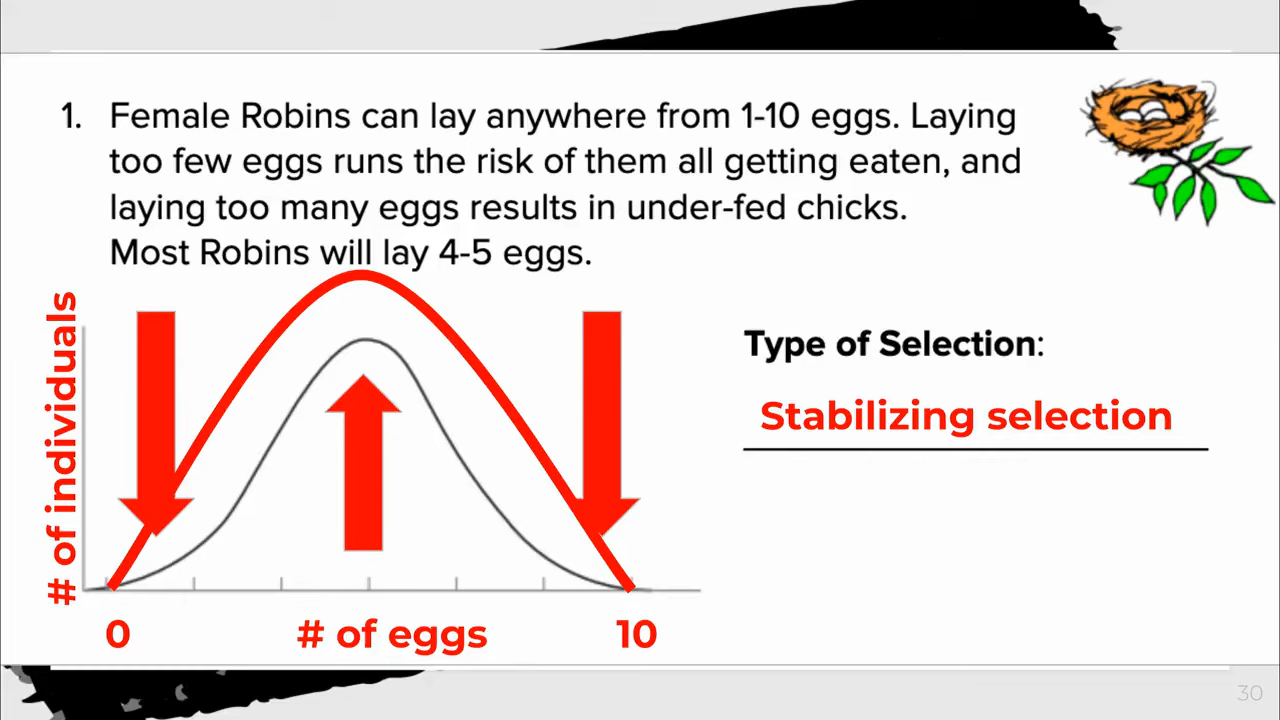 1. Female Robins can lay anywhere from 1-10 eggs. Laying
too few eggs runs the risk of them all getting eaten, and
laying too many eggs results in under-fed chicks.
Most Robins will lay 4-5 eggs.
# of individuals
Type of Selection:
Stabilizing selection
0
# of eggs
10
30